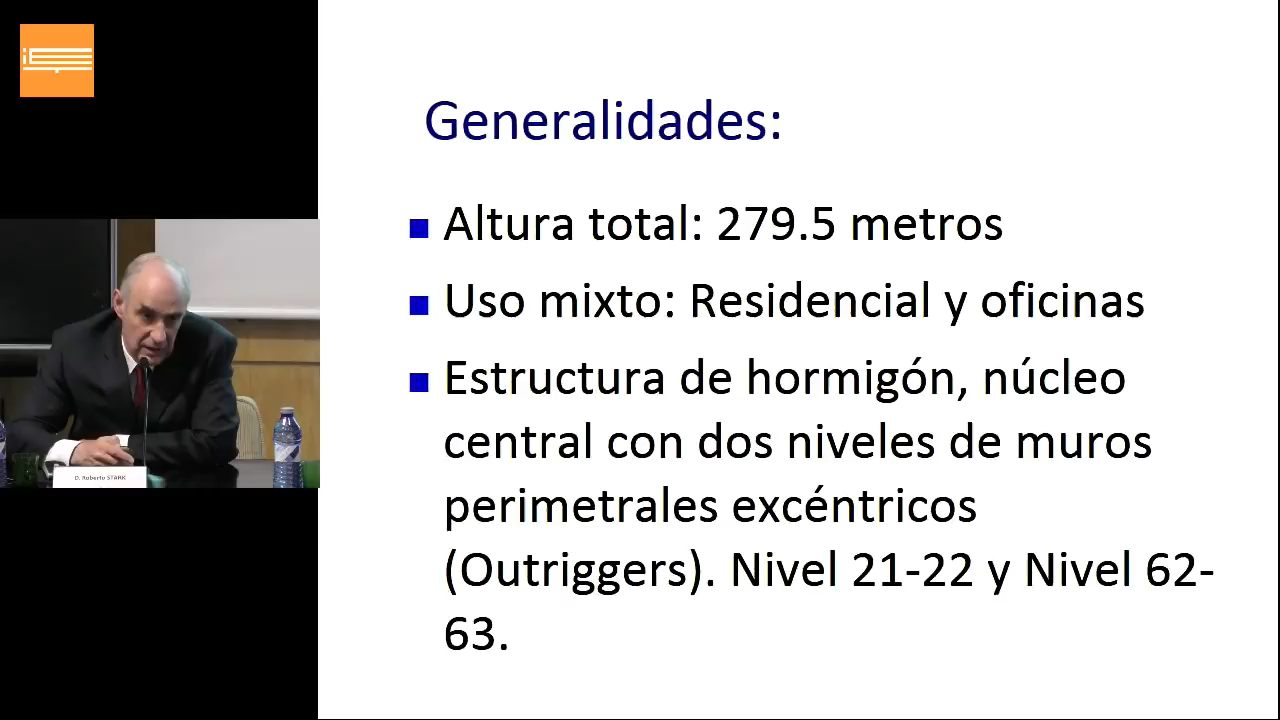 Generalidades:
Altura total: 279.5 metros
Uso mixto: Residencial y oficinas
Estructura de hormigón, núcleo
central con dos niveles de muros
perimetrales excéntricos
(Outriggers). Nivel 21-22 y Nivel 62-
63.
D. Roberto STARK